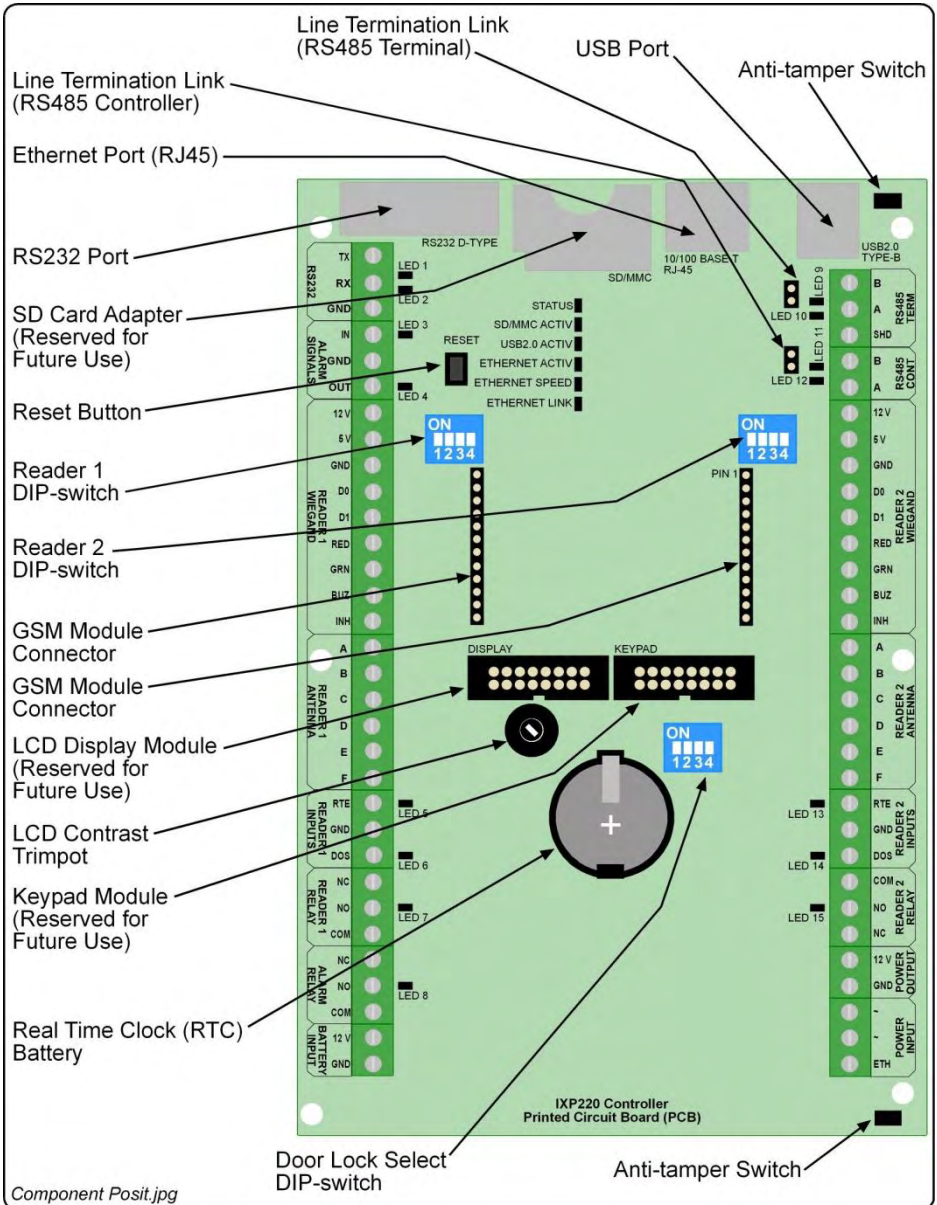 Line Termination Link
(RS485 Terminal)
USB Port
Anti-tamper Switch
Line Termination Link
(RS485 Controller)
Ethernet Port (RJ45)
RS232 Port
SD Card Adapter
(Reserved for
Future Use)
Reset Button
Reader 1
DIP-switch
Reader 2
DIP-switch
GSM Module
Connector
GSM Module
Connector
LCD Display Module
(Reserved for
Future Use)
LCD Contrast
Trimpot
Keypad Module
(Reserved for
Future Use)
Real Time Clock (RTC)
Battery
RS232 D-TYPE
SD/MMC
10/100 BASE T
RJ-45
USB2.0
TYPE-B
RS232
TX
RX
GND
LED 1
LED 2
ALARM
SIGNALS
IN
GND
OUT
LED 3
LED 4
RESET
STATUS
SD/MMC ACTIV
USB2.0 ACTIV
ETHERNET ACTIV
ETHERNET SPEED
ETHERNET LINK
LED 9
LED 10
LED 11
LED 12
B
A
SHD
RS485
TERM
B
A
RS485
CONT
READER 1
WIEGAND
12 V
5 V
GND
D0
D1
RED
GRN
BUZ
INH
ON
1234
ON
1234
PIN 1
12 V
5 V
GND
D0
D1
RED
GRN
BUZ
INH
READER 2
WIEGAND
READER 1
ANTENNA
A
B
C
D
E
F
DISPLAY
KEYPAD
ON
1234
+
A
B
C
D
E
F
READER 2
ANTENNA
READER 1
INPUTS
RTE
GND
DOS
LED 5
LED 6
LED 13
LED 14
RTE
GND
DOS
READER 2
INPUTS
READER 1
RELAY
NC
NO
COM
LED 7
LED 15
COM
NO
NC
READER 2
RELAY
ALARM
RELAY
NC
NO
COM
LED 8
12 V
GND
POWER
OUTPUT
BATTERY
INPUT
12 V
GND
~
~
ETH
POWER
INPUT
IXP220 Controller
Printed Circuit Board (PCB)
Door Lock Select
DIP-switch
Anti-tamper Switch
Component Posit.jpg